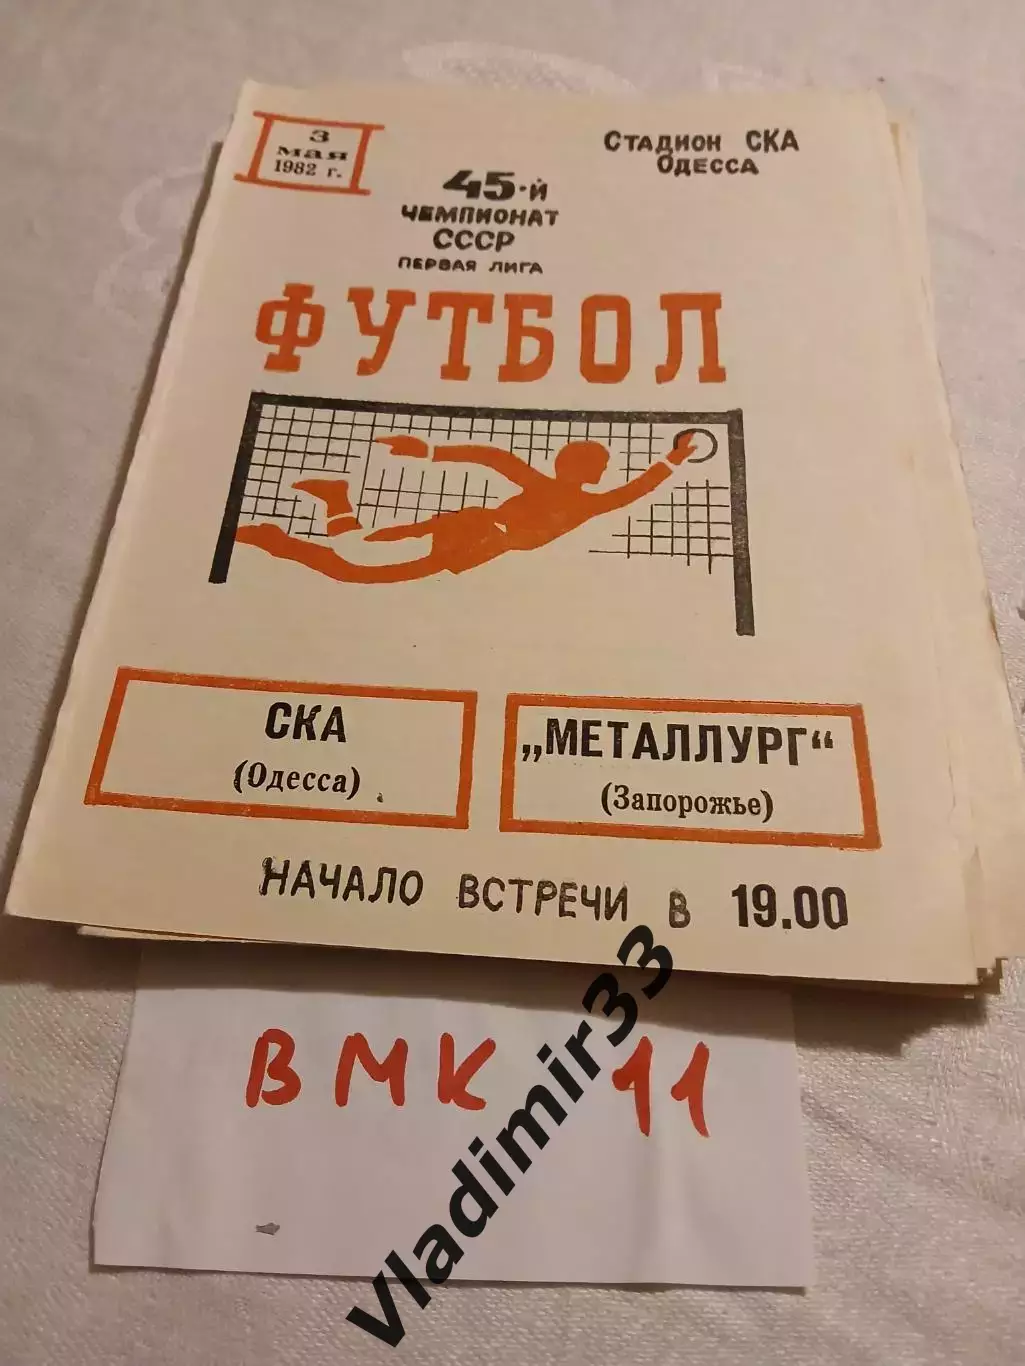 3
мая
1982 г.
Стадион СКА
Одесса
45-й
чемпионат
СССР
первая лига
ФУТБОЛ
СКА
(Одесса)
„МЕТАЛЛУРГ“
(Запорожье)
НАЧАЛО ВСТРЕЧИ В 19.00
ВМК 11
vladimir33